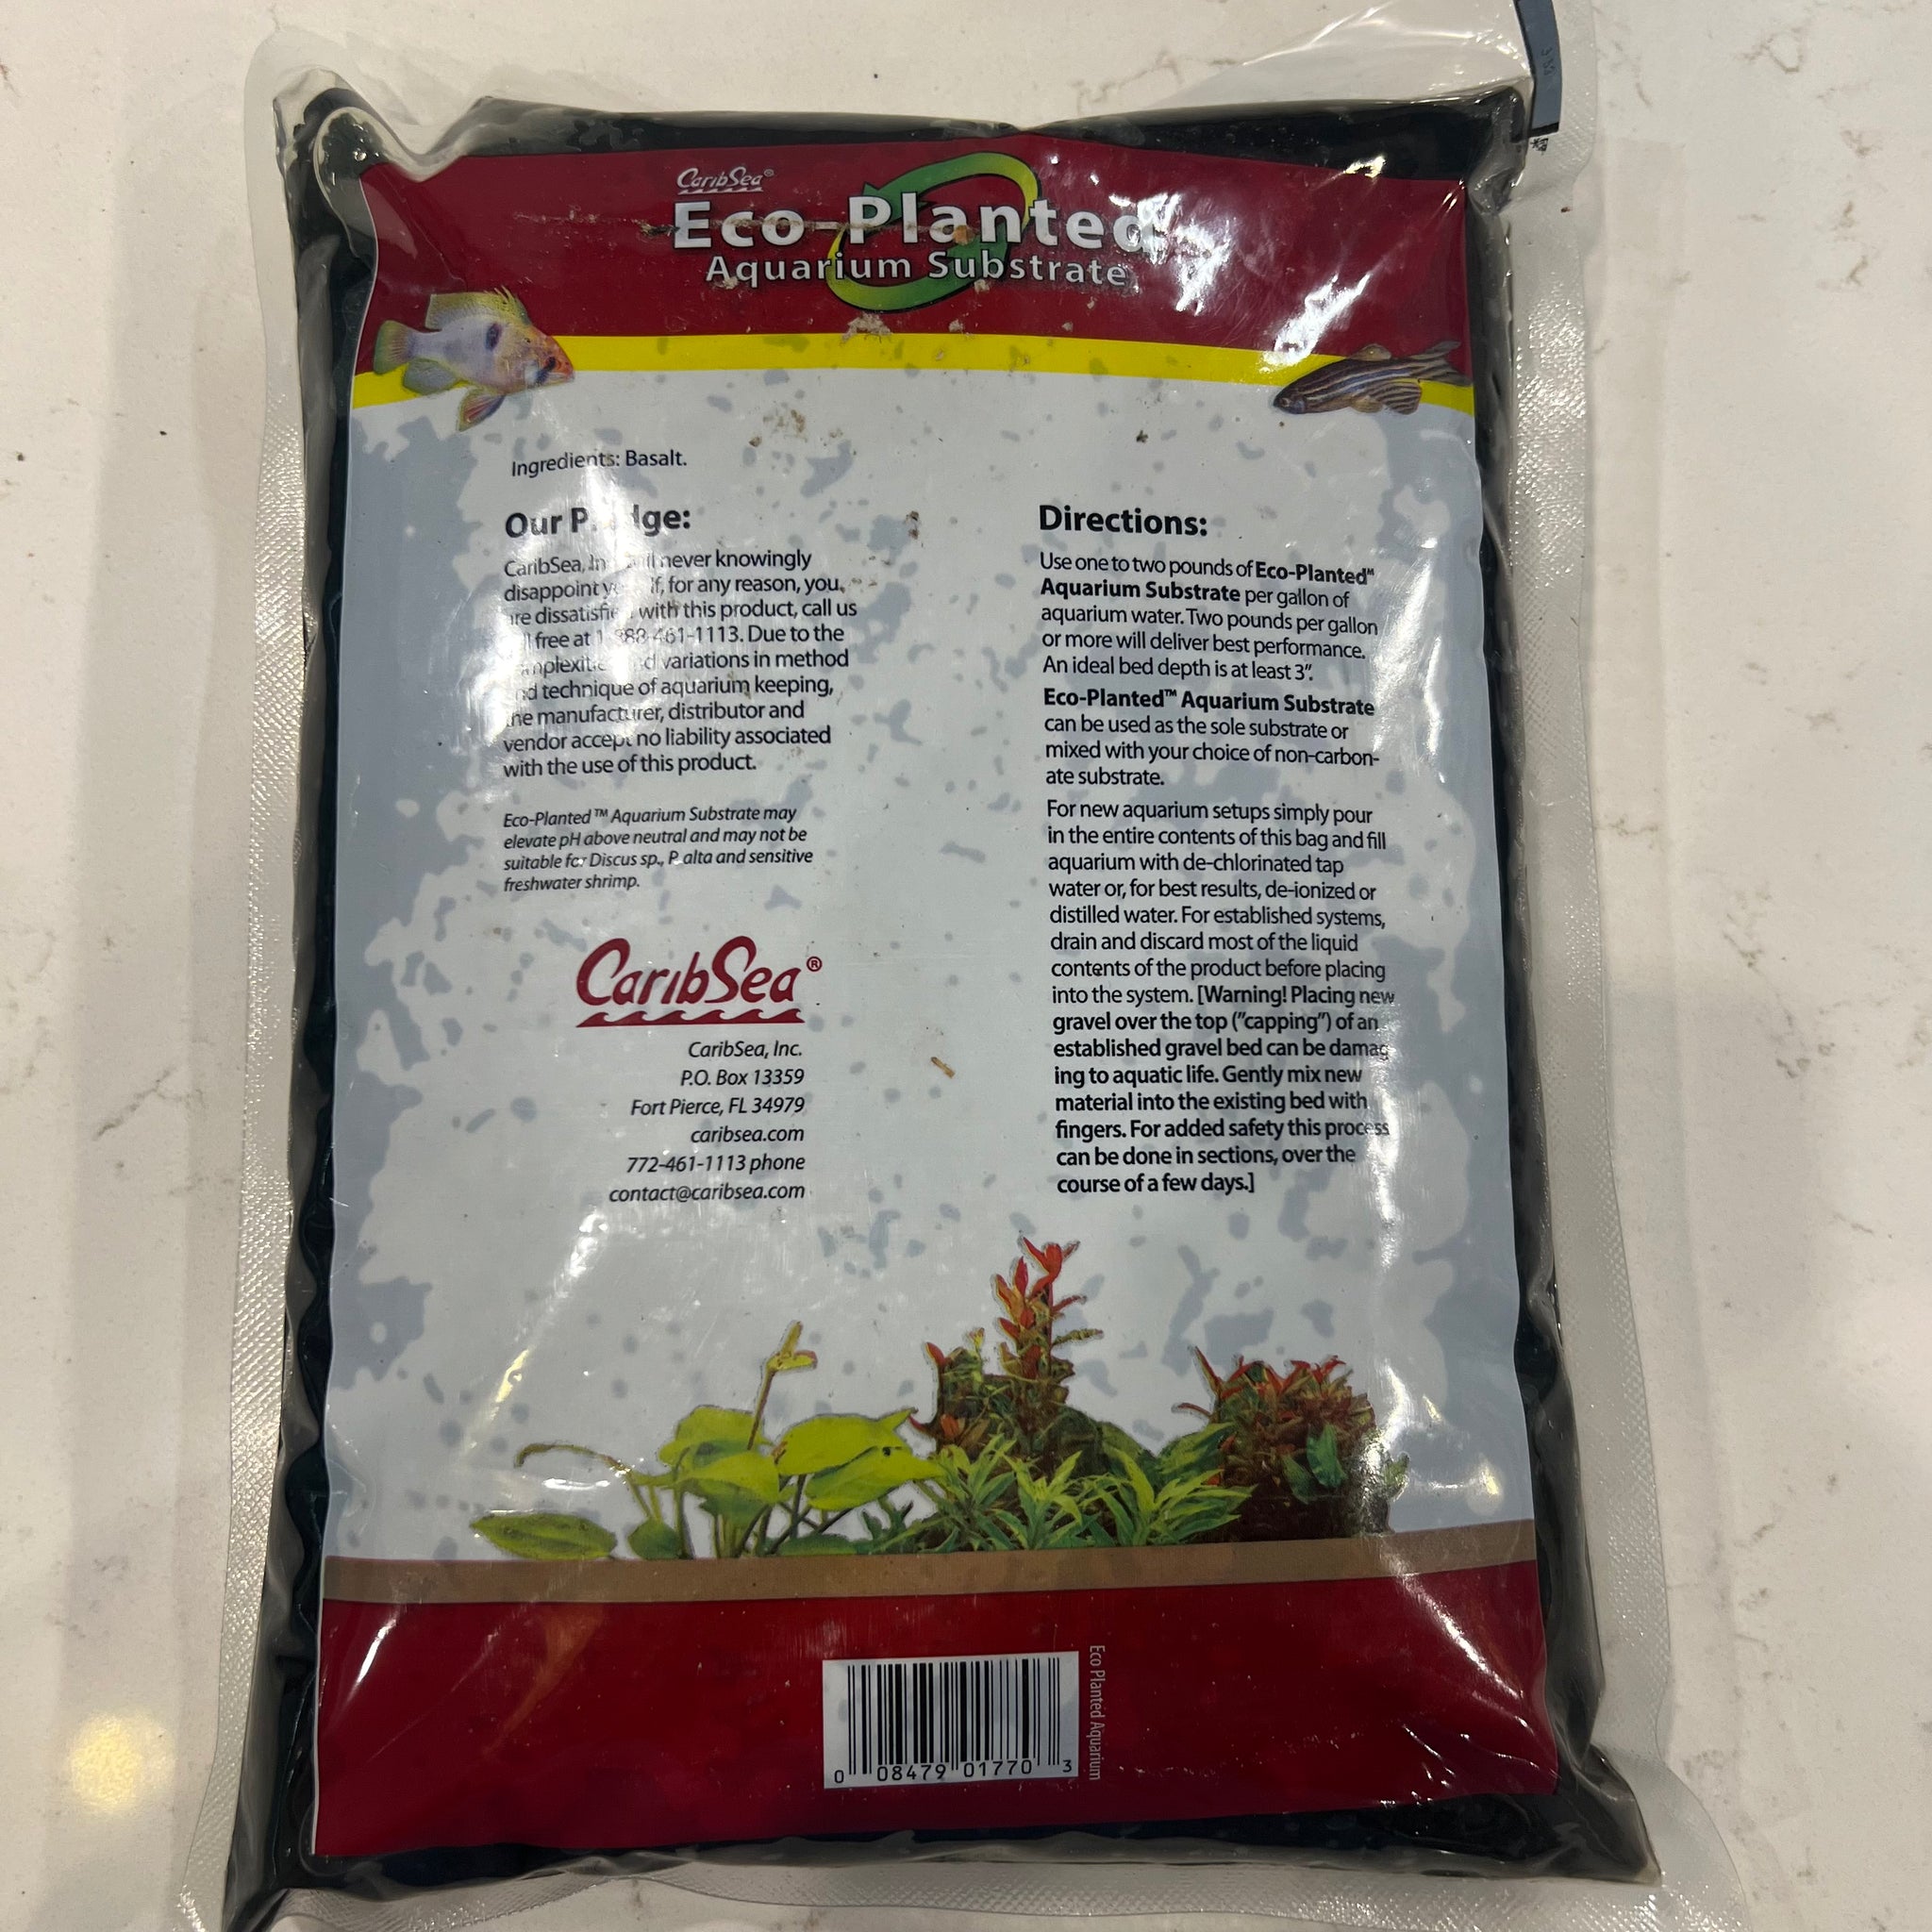 CaribSea®
Eco-Planted
Aquarium Substrate
Ingredients: Basalt.
Our
CaribSea, never knowingly
disappoint If, for any reason, you,
with this product, call us
free at 461-1113. Due to the
variations in method
technique of aquarium keeping,
manufacturer, distributor and
vendor accept no liability associated
with the use of this product.
Eco-Planted™ Aquarium Substrate may
elevate pH above neutral and may not be
suitable for Discus sp., P. alta and sensitive
freshwater shrimp.
CaribSea®
CaribSea, Inc.
P.O. Box 13359
Fort Pierce, FL 34979
caribsea.com
772-461-1113 phone
contact@caribsea.com
Directions:
Use one to two pounds of Eco-Planted™
Aquarium Substrate per gallon of
aquarium water. Two pounds per gallon
or more will deliver best performance.
An ideal bed depth is at least 3".
Eco-Planted™ Aquarium Substrate
can be used as the sole substrate or
mixed with your choice of non-carbon-
ate substrate.
For new aquarium setups simply pour
in the entire contents of this bag and fill
aquarium with de-chlorinated tap
water or, for best results, de-ionized or
distilled water. For established systems,
drain and discard most of the liquid
contents of the product before placing
into the system. [Warning! Placing new
gravel over the top ("capping") of an
established gravel bed can be damag
ing to aquatic life. Gently mix new
material into the existing bed with
fingers. For added safety this process
can be done in sections, over the
course of a few days.]
0 08479 01770 3
Eco Planted Aquarium